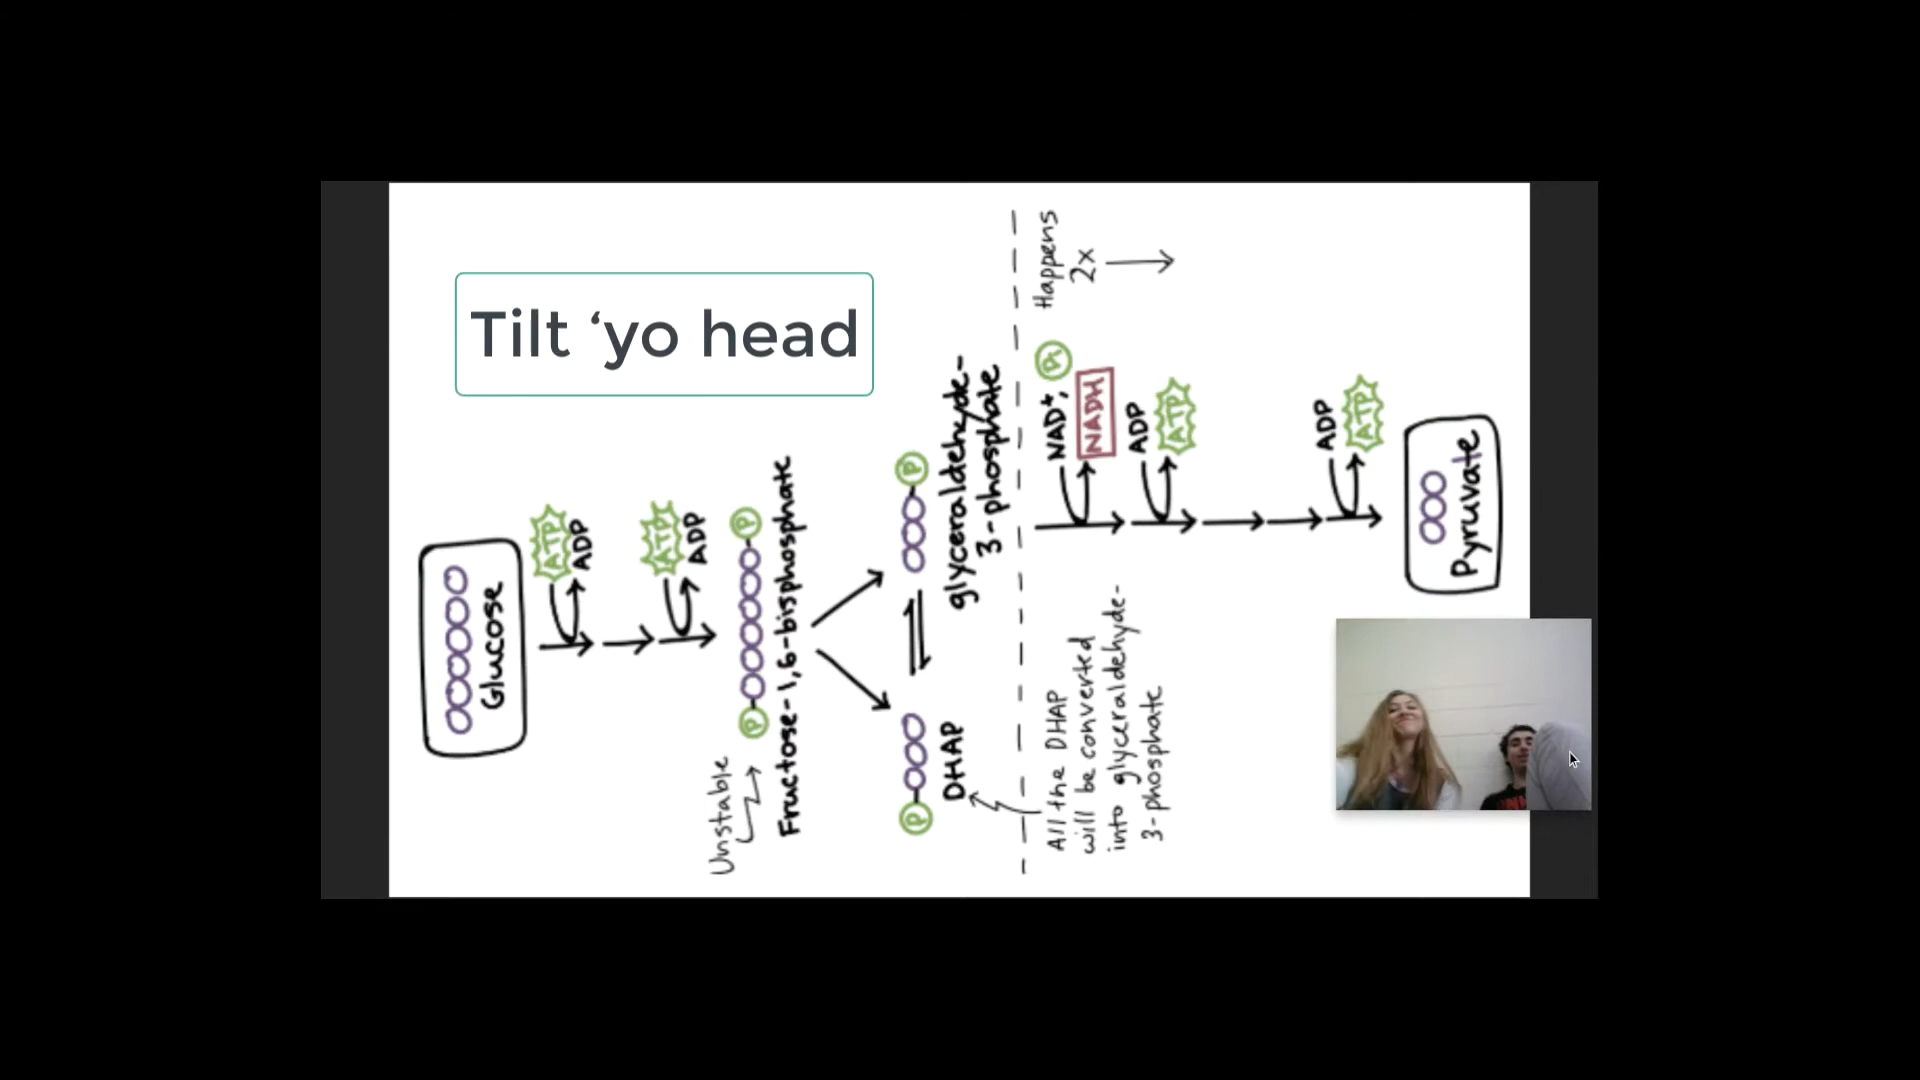 Tilt ‘yo head
Glucose
ATP
ADP
ATP
ADP
P
P
Unstable
Fructose-1,6-bisphosphate
P
P
DHAP
glyceraldehyde-
3-phosphate
All the DHAP
will be converted
into glyceraldehyde-
3-phosphate
Happens
2x
NAD+, Pi
NADH
ADP
ATP
ADP
ATP
Pyruvate